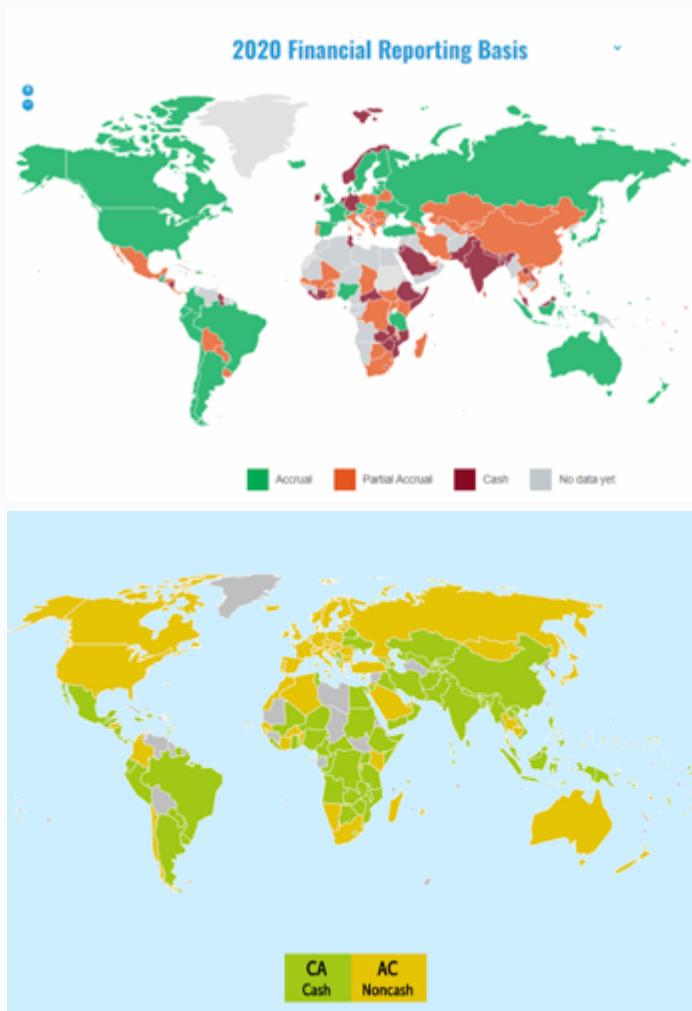 2020 Financial Reporting Basis
Accrual Partial Accrual Cash No data yet
CA AC
Cash Noncash